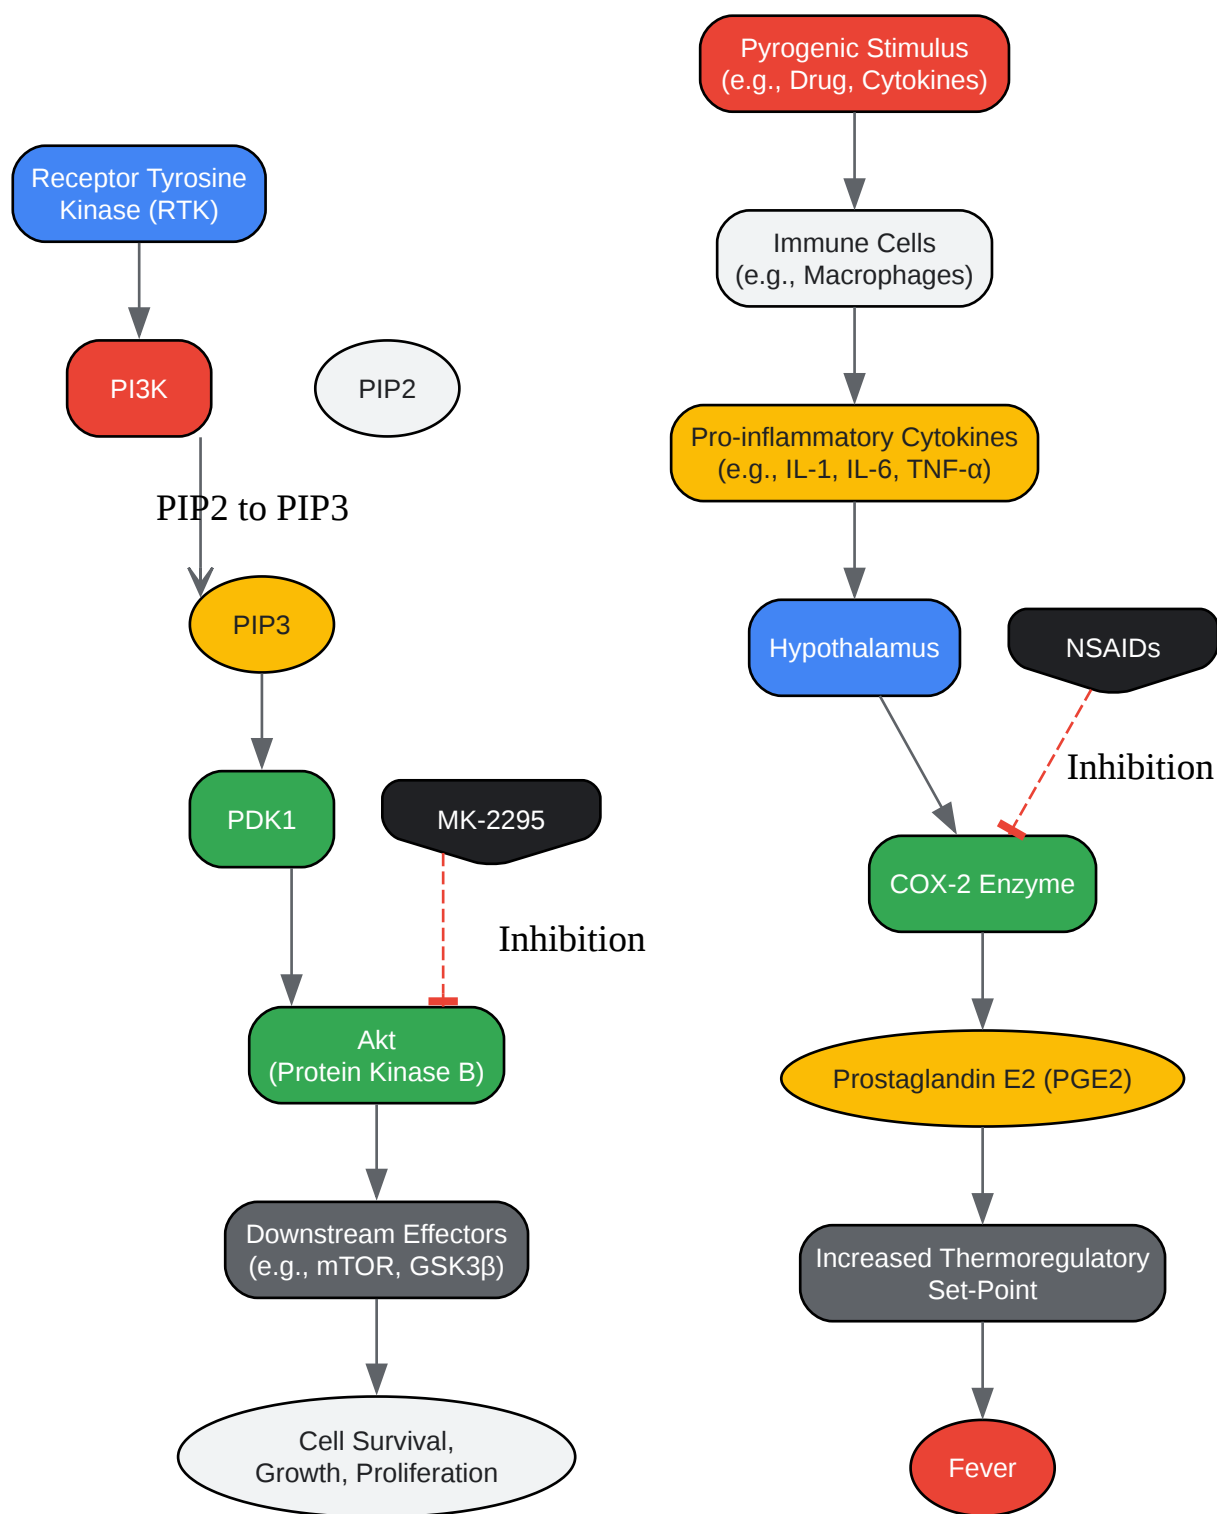 Receptor Tyrosine
Kinase (RTK)
PI3K
PIP2
PIP2 to PIP3
PIP3
PDK1
MK-2295
Inhibition
Akt
(Protein Kinase B)
Downstream Effectors
(e.g., mTOR, GSK3β)
Cell Survival,
Growth, Proliferation
Pyrogenic Stimulus
(e.g., Drug, Cytokines)
Immune Cells
(e.g., Macrophages)
Pro-inflammatory Cytokines
(e.g., IL-1, IL-6, TNF-α)
Hypothalamus
NSAIDs
Inhibition
COX-2 Enzyme
Prostaglandin E2 (PGE2)
Increased Thermoregulatory
Set-Point
Fever